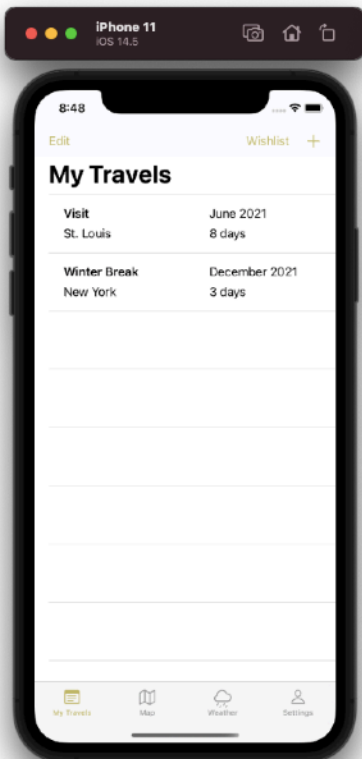 iPhone 11
iOS 14.5
8:48
Edit Wishlist +
My Travels
Visit June 2021
St. Louis 8 days
Winter Break December 2021
New York 3 days
My Travels Map Weather Settings